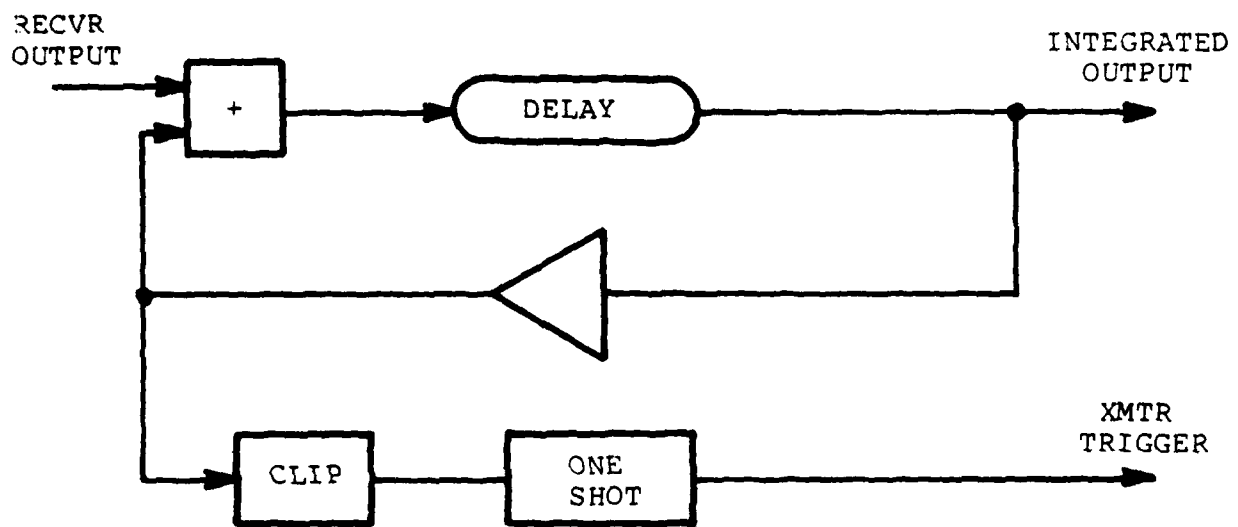 RECVR
OUTPUT
INTEGRATED
OUTPUT
+
DELAY
XMTR
TRIGGER
CLIP
ONE
SHOT